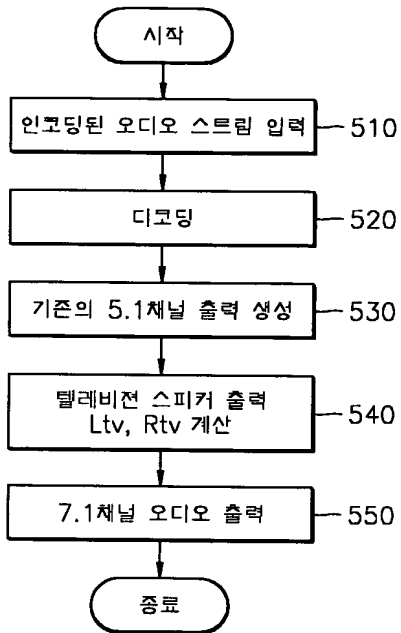 시작
인코딩된 오디오 스트림 입력 510
디코딩 520
기존의 5.1채널 출력 생성 530
텔레비젼 스피커 출력
Ltv, Rtv 계산 540
7.1채널 오디오 출력 550
종료